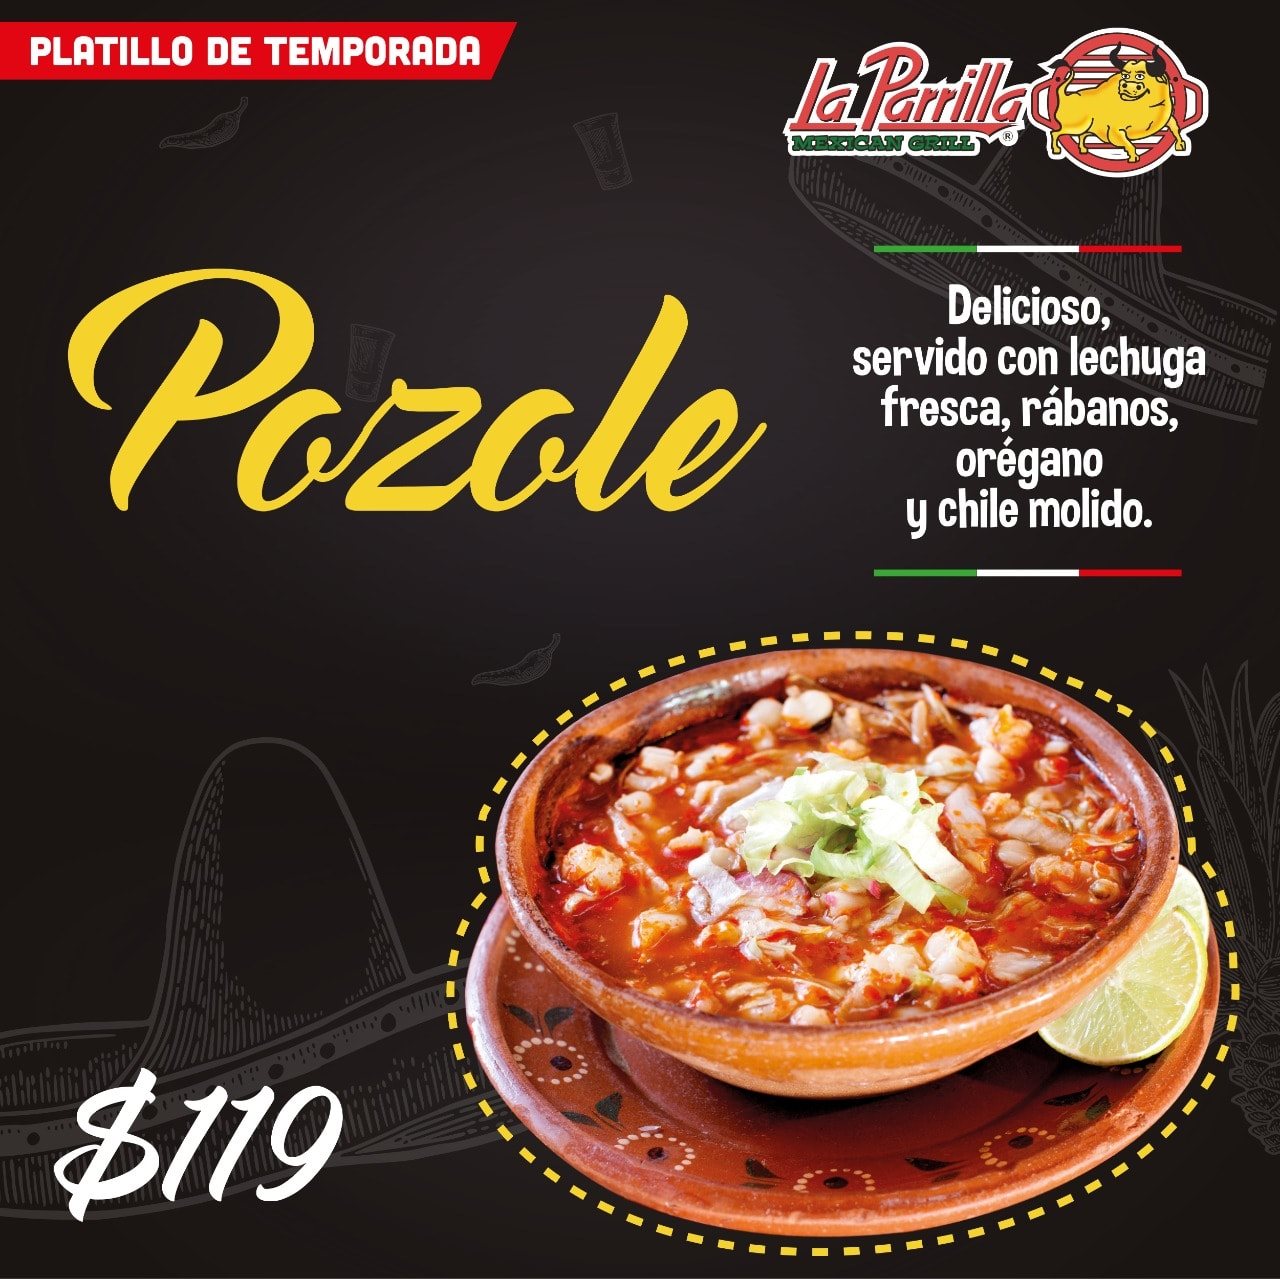 PLATILLO DE TEMPORADA
La Parrilla
MEXICAN GRILL ®
Pozole
Delicioso,
servido con lechuga
fresca, rábanos,
orégano
y chile molido.
$119